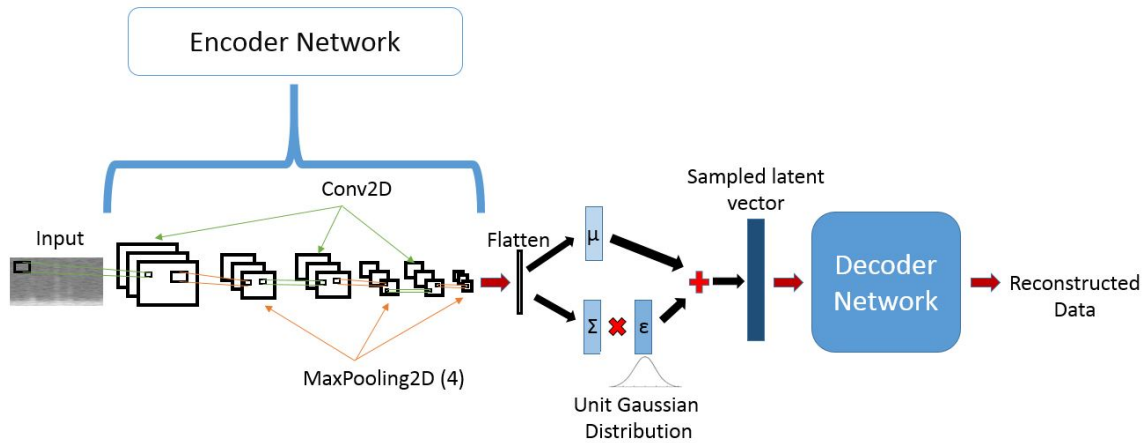 Encoder Network
Conv2D
Input
MaxPooling2D (4)
Flatten
μ
Σ
ε
Unit Gaussian
Distribution
Sampled latent
vector
Decoder
Network
Reconstructed
Data